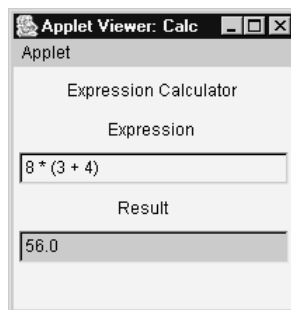 Applet Viewer: Calc
Applet
Expression Calculator
Expression
8 * (3 + 4)
Result
56.0